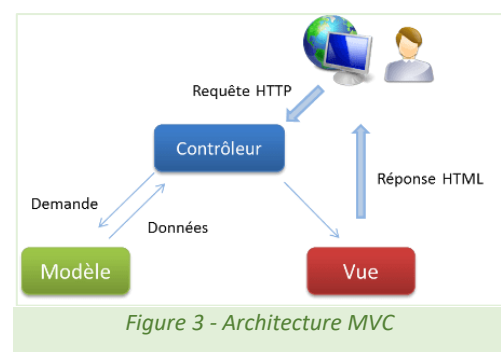 Requête HTTP
Contrôleur
Réponse HTML
Demande
Données
Modèle
Vue
Figure 3 - Architecture MVC